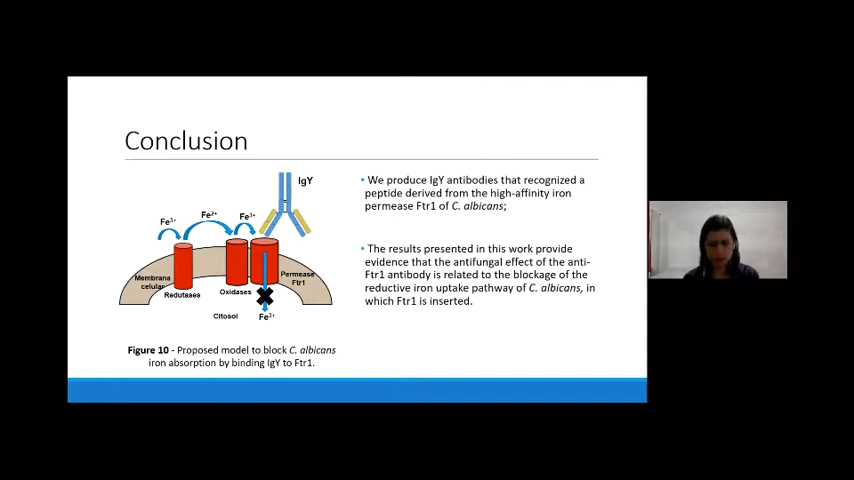 Conclusion
IgY
Fe³⁺
Fe²⁺
Fe³⁺
Membrana
celular
Redutases
Oxidases
Permease
Ftr1
Citosol
Fe³⁺
Figure 10 - Proposed model to block C. albicans
iron absorption by binding IgY to Ftr1.
• We produce IgY antibodies that recognized a
peptide derived from the high-affinity iron
permease Ftr1 of C. albicans;
• The results presented in this work provide
evidence that the antifungal effect of the anti-
Ftr1 antibody is related to the blockage of the
reductive iron uptake pathway of C. albicans, in
which Ftr1 is inserted.